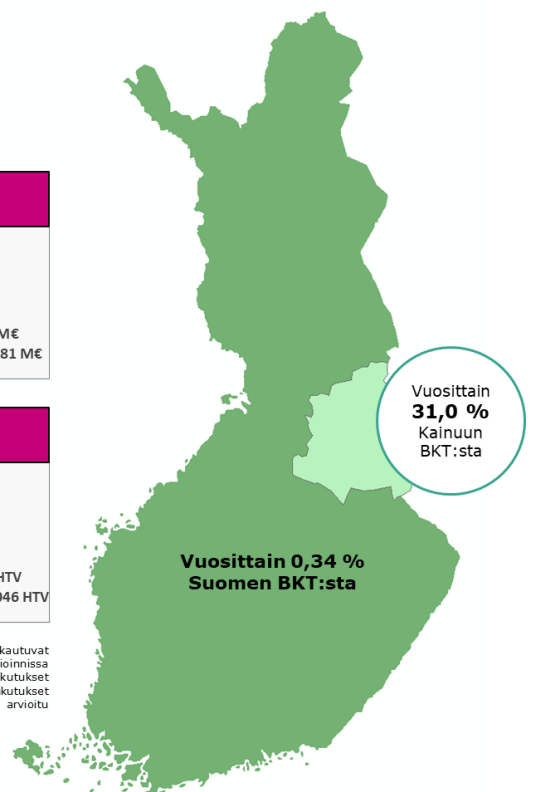 M€
81 M€
HTV
046 HTV
kautuvat
ioinnissa
kutukset
ikutukset
arvioitu
Vuosittain
31,0 %
Kainuun
BKT:sta
Vuosittain 0,34 %
Suomen BKT:sta